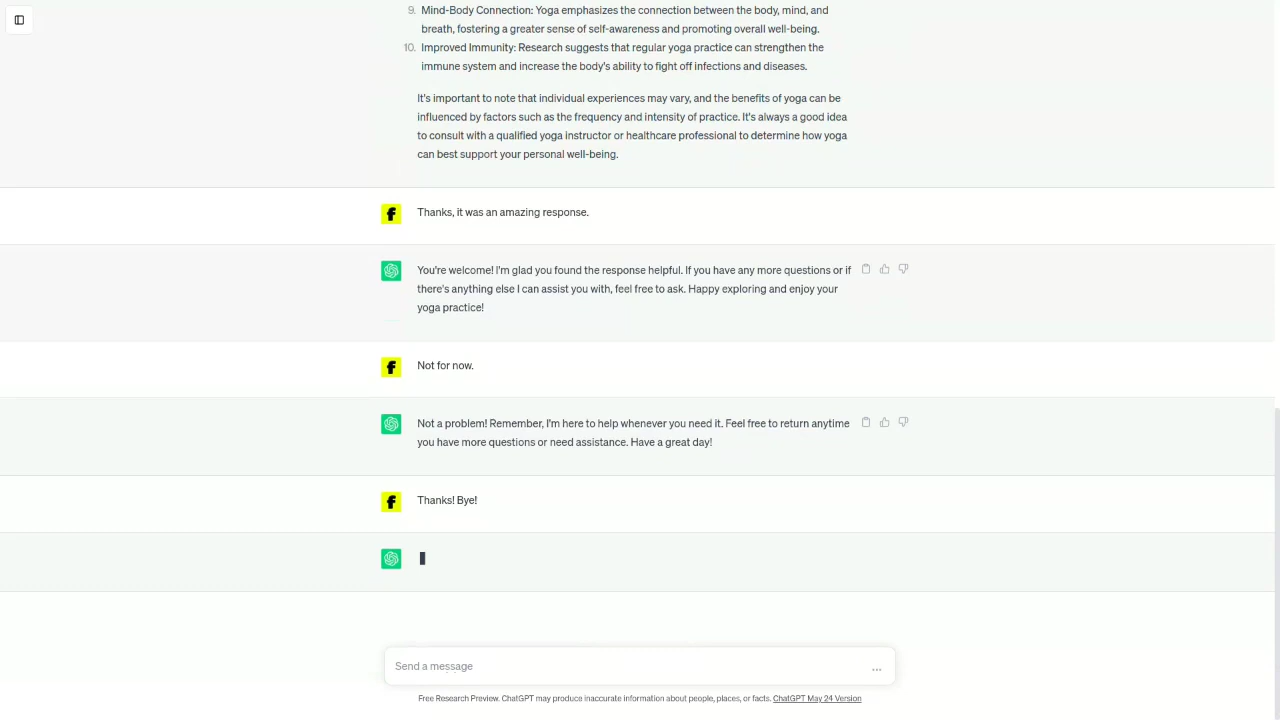 9. Mind-Body Connection: Yoga emphasizes the connection between the body, mind, and
breath, fostering a greater sense of self-awareness and promoting overall well-being.
10. Improved Immunity: Research suggests that regular yoga practice can strengthen the
immune system and increase the body's ability to fight off infections and diseases.
It's important to note that individual experiences may vary, and the benefits of yoga can be
influenced by factors such as the frequency and intensity of practice. It's always a good idea
to consult with a qualified yoga instructor or healthcare professional to determine how yoga
can best support your personal well-being.
f Thanks, it was an amazing response.
You're welcome! I'm glad you found the response helpful. If you have any more questions or if
there's anything else I can assist you with, feel free to ask. Happy exploring and enjoy your
yoga practice!
f Not for now.
Not a problem! Remember, I'm here to help whenever you need it. Feel free to return anytime
you have more questions or need assistance. Have a great day!
f Thanks! Bye!
Send a message ...
Free Research Preview. ChatGPT may produce inaccurate information about people, places, or facts. ChatGPT May 24 Version